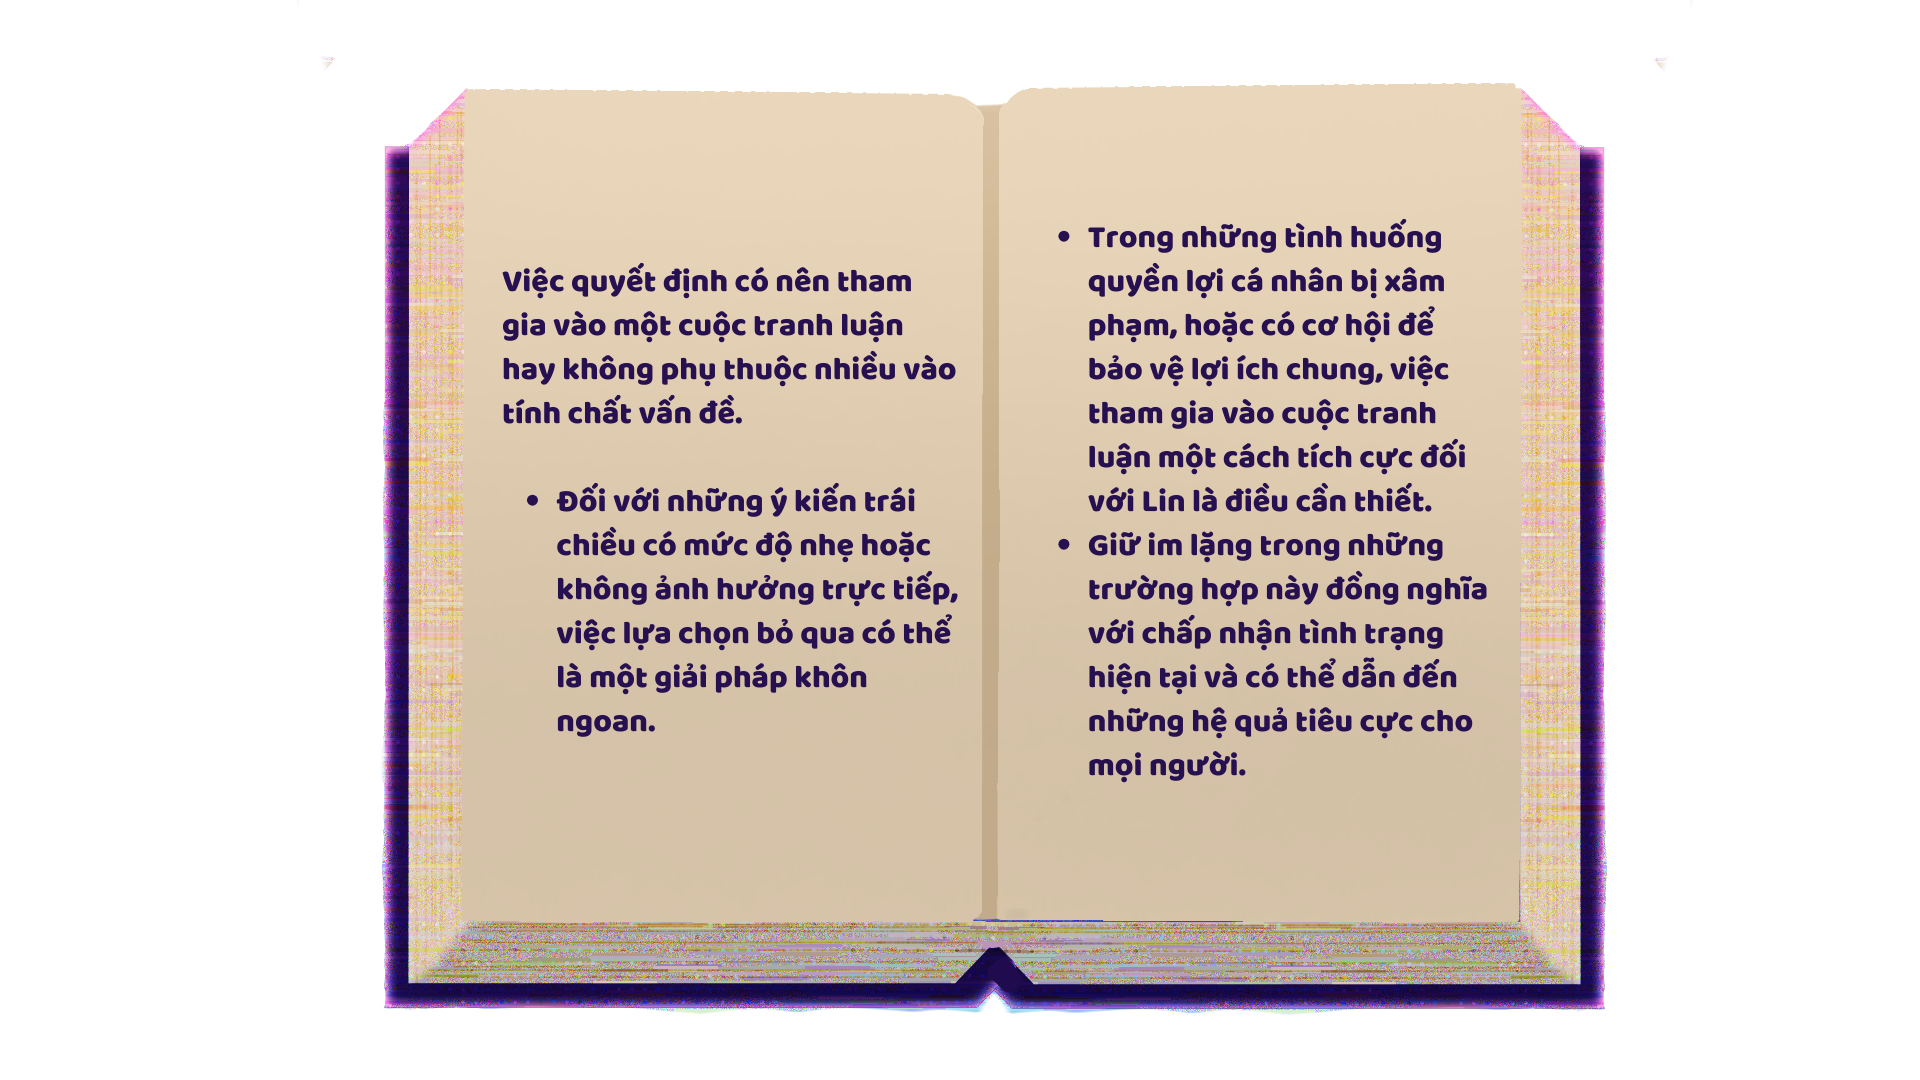 Việc quyết định có nên tham
gia vào một cuộc tranh luận
hay không phụ thuộc nhiều vào
tính chất vấn đề.
• Đối với những ý kiến trái
chiều có mức độ nhẹ hoặc
không ảnh hưởng trực tiếp,
việc lựa chọn bỏ qua có thể
là một giải pháp khôn
ngoan.
• Trong những tình huống
quyền lợi cá nhân bị xâm
phạm, hoặc có cơ hội để
bảo vệ lợi ích chung, việc
tham gia vào cuộc tranh
luận một cách tích cực đối
với Lin là điều cần thiết.
• Giữ im lặng trong những
trường hợp này đồng nghĩa
với chấp nhận tình trạng
hiện tại và có thể dẫn đến
những hệ quả tiêu cực cho
mọi người.